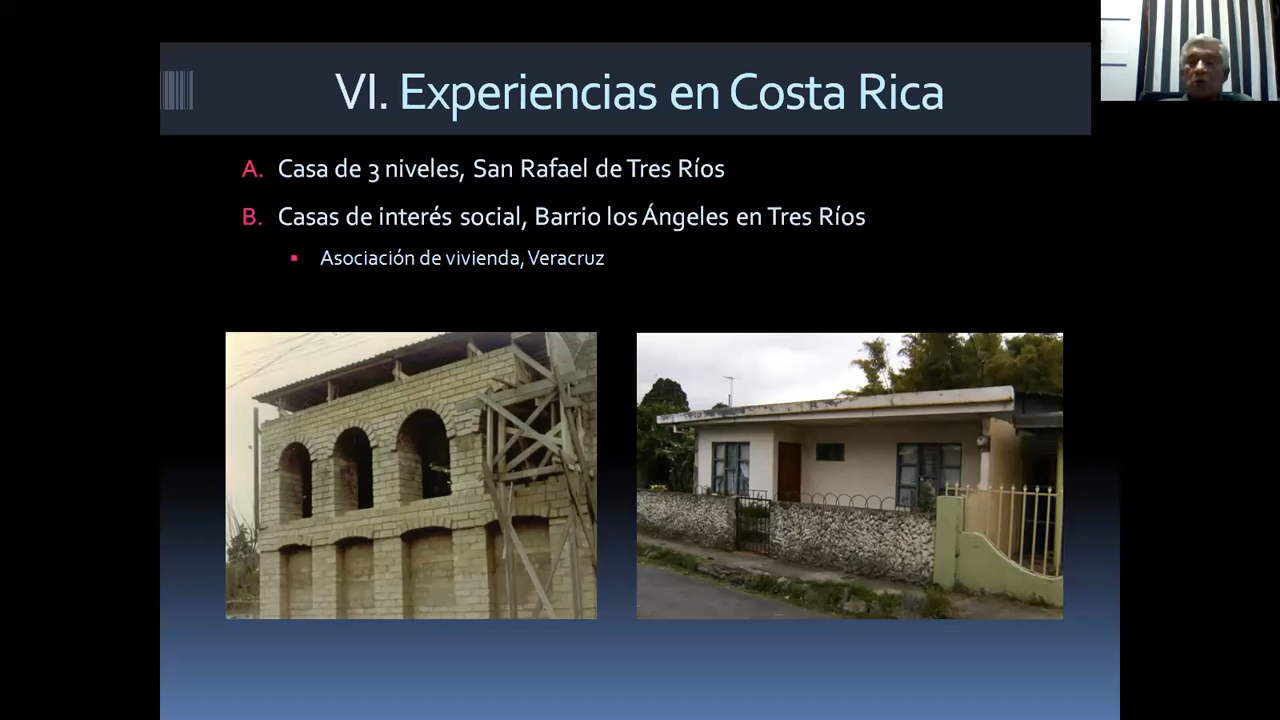 VI. Experiencias en Costa Rica
A. Casa de 3 niveles, San Rafael de Tres Ríos
B. Casas de interés social, Barrio los Ángeles en Tres Ríos
▪ Asociación de vivienda, Veracruz